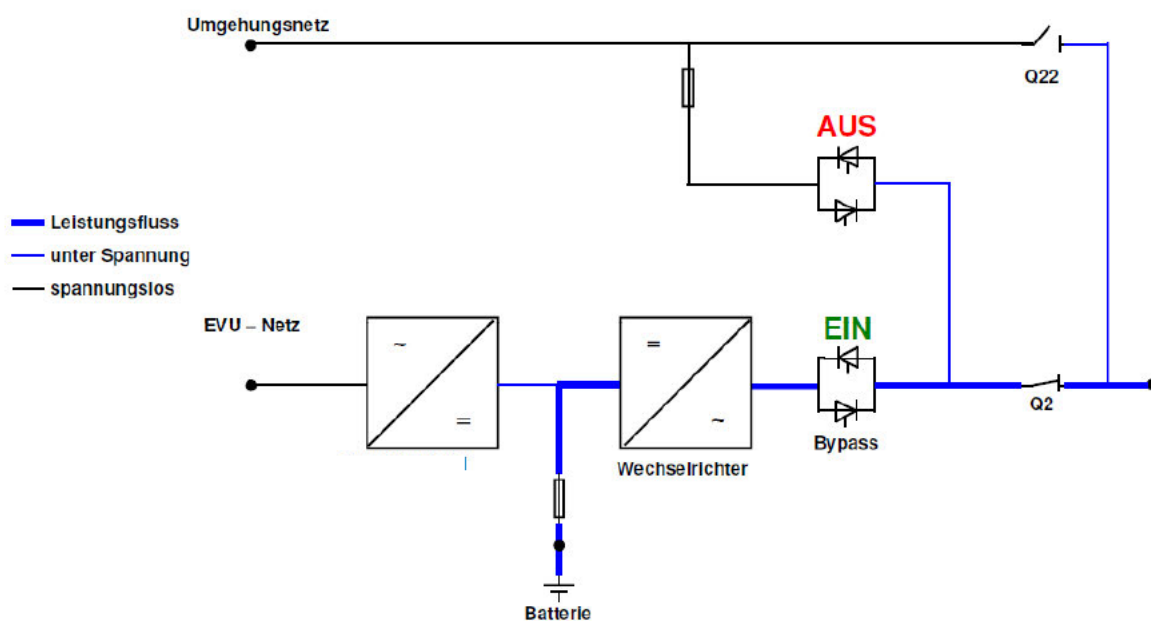 Umgehungsnetz
Q22
AUS
Leistungsfluss
unter Spannung
spannungslos
EVU – Netz
EIN
~
=
=
~
Q2
Bypass
Wechselrichter
Batterie